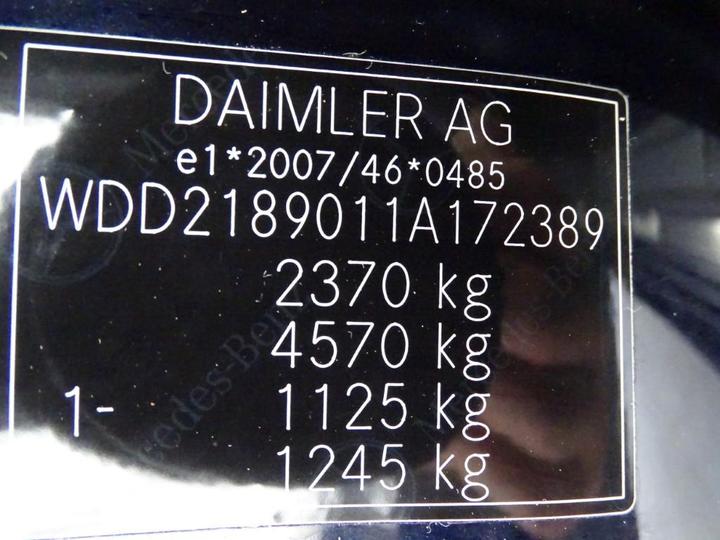 DAIMLER AG
e1*2007/46*0485
WDD2189011A172389
2370 kg
4570 kg
1- 1125 kg
1245 kg